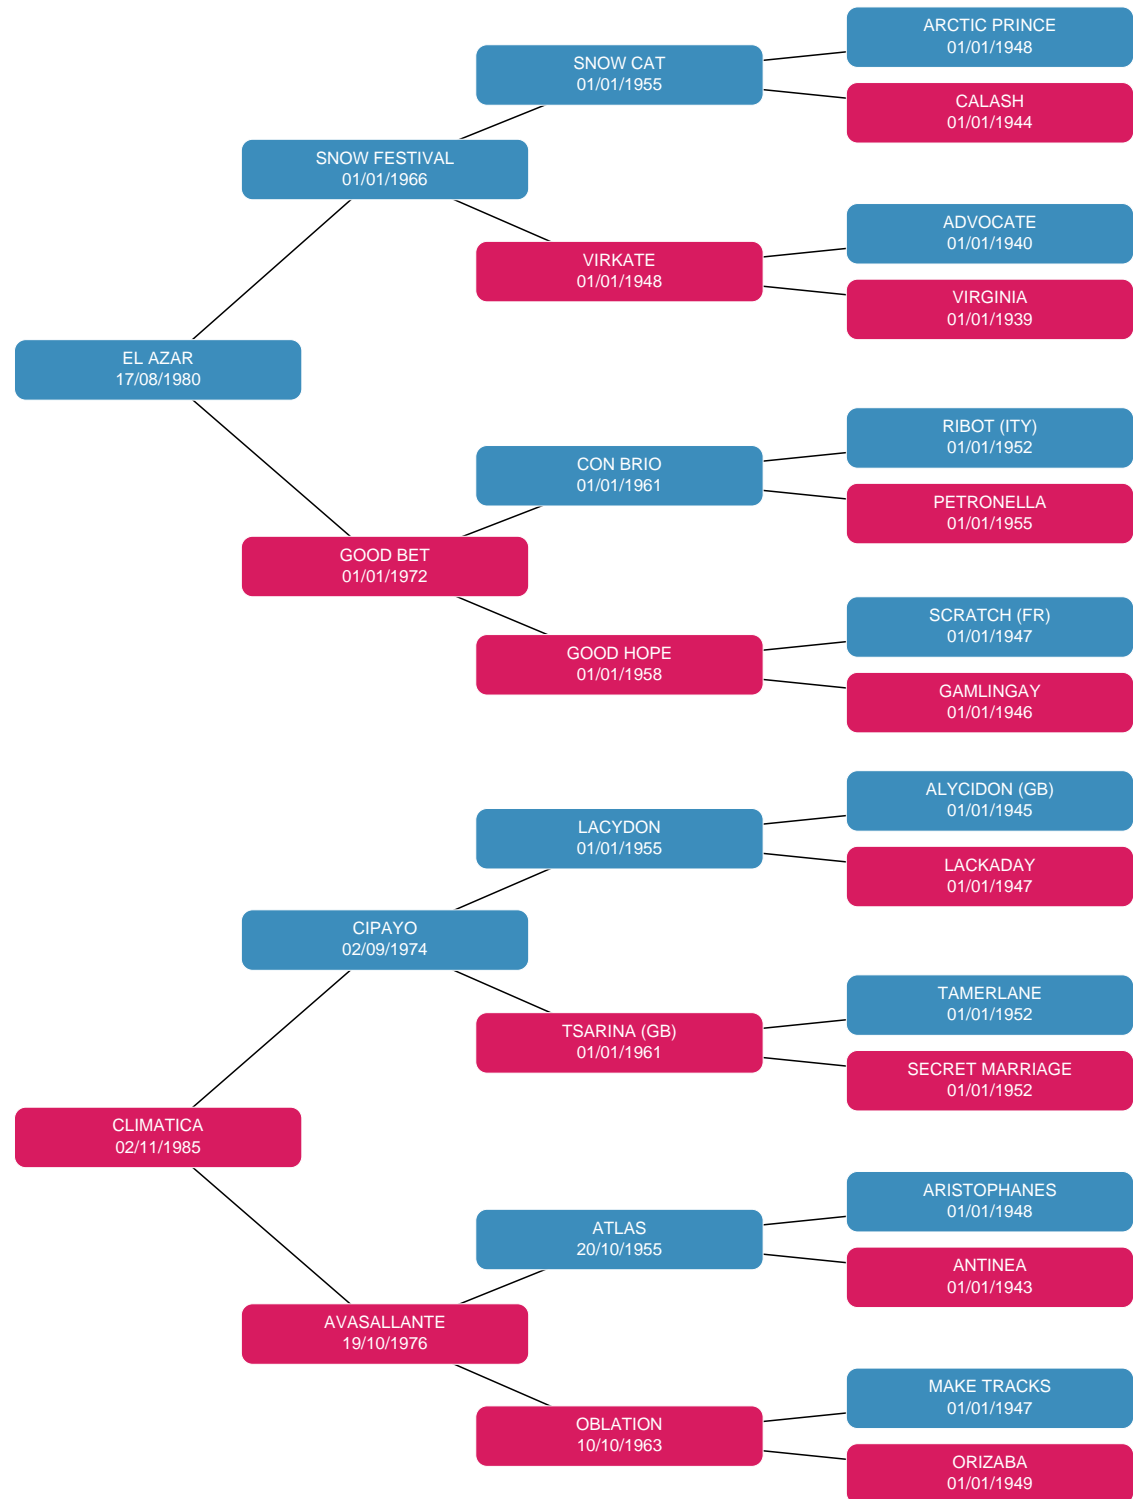 ARCTIC PRINCE
01/01/1948
SNOW CAT
01/01/1955
CALASH
01/01/1944
SNOW FESTIVAL
01/01/1966
ADVOCATE
01/01/1940
VIRKATE
01/01/1948
VIRGINIA
01/01/1939
EL AZAR
17/08/1980
RIBOT (ITY)
01/01/1952
CON BRIO
01/01/1961
PETRONELLA
01/01/1955
GOOD BET
01/01/1972
SCRATCH (FR)
01/01/1947
GOOD HOPE
01/01/1958
GAMLINGAY
01/01/1946
ALYCIDON (GB)
01/01/1945
LACYDON
01/01/1955
LACKADAY
01/01/1947
CIPAYO
02/09/1974
TAMERLANE
01/01/1952
TSARINA (GB)
01/01/1961
SECRET MARRIAGE
01/01/1952
CLIMATICA
02/11/1985
ARISTOPHANES
01/01/1948
ATLAS
20/10/1955
ANTINEA
01/01/1943
AVASALLANTE
19/10/1976
MAKE TRACKS
01/01/1947
OBLATION
10/10/1963
ORIZABA
01/01/1949